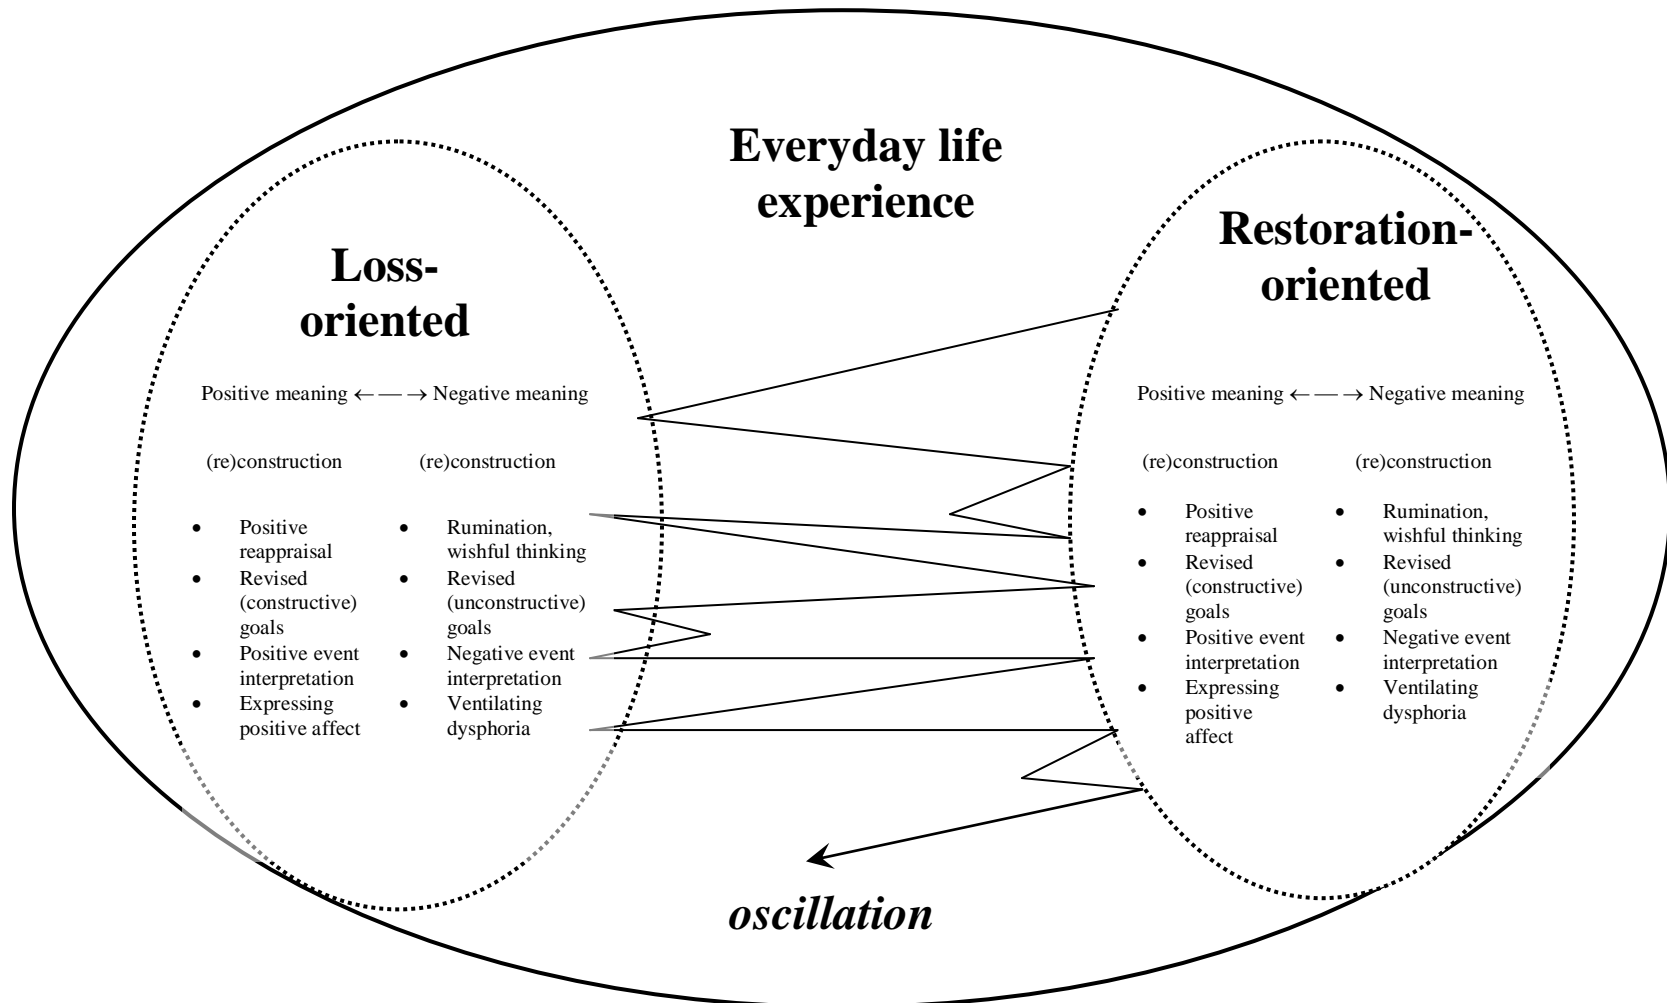 Everyday life
experience
Loss-
oriented
Positive meaning ←—→ Negative meaning
(re)construction (re)construction
• Positive
reappraisal
• Revised
(constructive)
goals
• Positive event
interpretation
• Expressing
positive affect
• Rumination,
wishful thinking
• Revised
(unconstructive)
goals
• Negative event
interpretation
• Ventilating
dysphoria
Restoration-
oriented
Positive meaning ←—→ Negative meaning
(re)construction (re)construction
• Positive
reappraisal
• Revised
(constructive)
goals
• Positive event
interpretation
• Expressing
positive
affect
• Rumination,
wishful thinking
• Revised
(unconstructive)
goals
• Negative event
interpretation
• Ventilating
dysphoria
oscillation